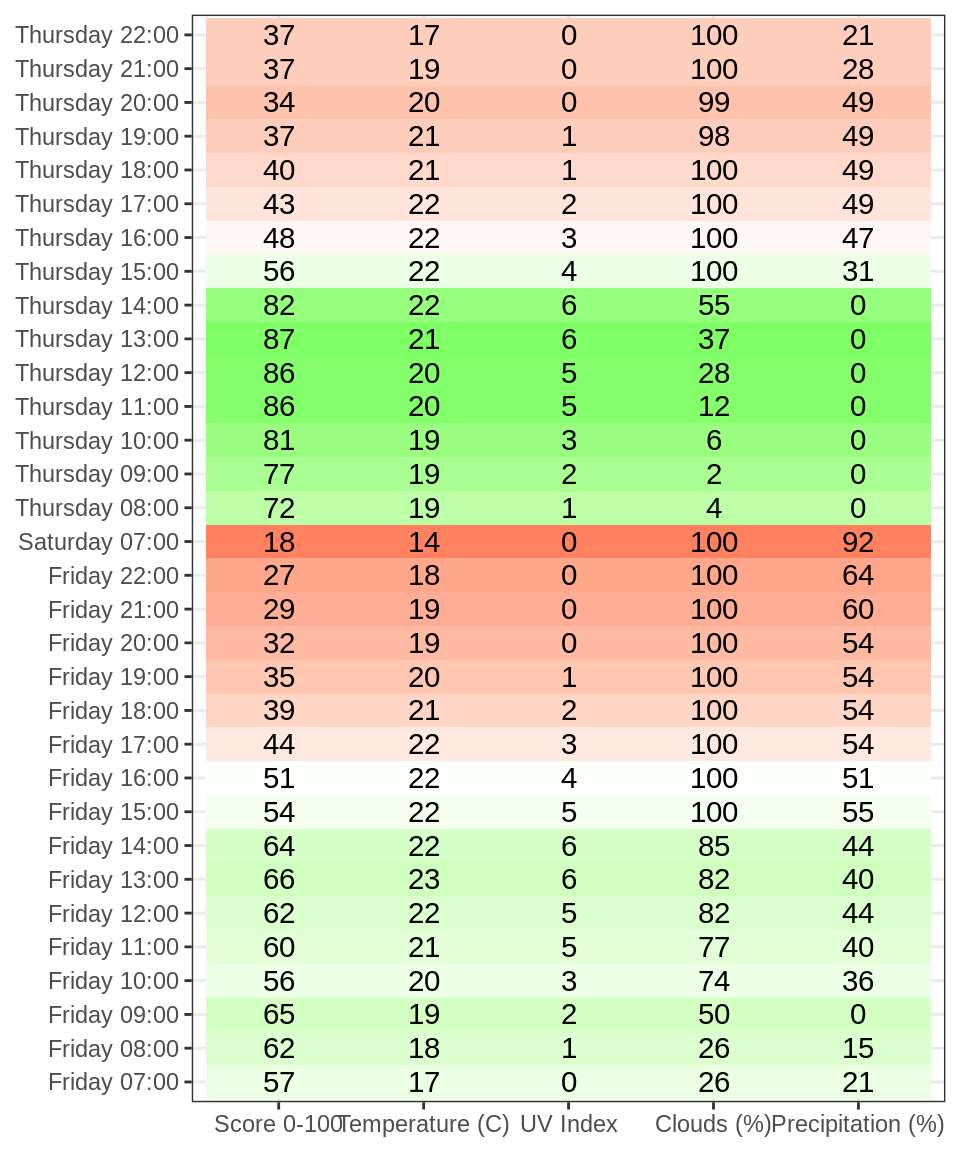 Thursday 22:00 37 17 0 100 21
Thursday 21:00 37 19 0 100 28
Thursday 20:00 34 20 0 99 49
Thursday 19:00 37 21 1 98 49
Thursday 18:00 40 21 1 100 49
Thursday 17:00 43 22 2 100 49
Thursday 16:00 48 22 3 100 47
Thursday 15:00 56 22 4 100 31
Thursday 14:00 82 22 6 55 0
Thursday 13:00 87 21 6 37 0
Thursday 12:00 86 20 5 28 0
Thursday 11:00 86 20 5 12 0
Thursday 10:00 81 19 3 6 0
Thursday 09:00 77 19 2 2 0
Thursday 08:00 72 19 1 4 0
Saturday 07:00 18 14 0 100 92
Friday 22:00 27 18 0 100 64
Friday 21:00 29 19 0 100 60
Friday 20:00 32 19 0 100 54
Friday 19:00 35 20 1 100 54
Friday 18:00 39 21 2 100 54
Friday 17:00 44 22 3 100 54
Friday 16:00 51 22 4 100 51
Friday 15:00 54 22 5 100 55
Friday 14:00 64 22 6 85 44
Friday 13:00 66 23 6 82 40
Friday 12:00 62 22 5 82 44
Friday 11:00 60 21 5 77 40
Friday 10:00 56 20 3 74 36
Friday 09:00 65 19 2 50 0
Friday 08:00 62 18 1 26 15
Friday 07:00 57 17 0 26 21
Score 0-100 Temperature (C) UV Index Clouds (%) Precipitation (%)